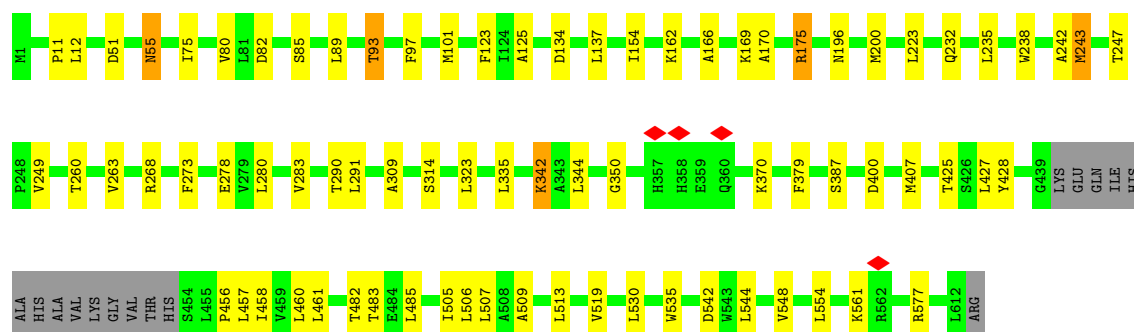 M1 P11 L12 D51 N55 I75 V80 L81 D82 S85 L89 T93 F97 M101 F123 I124 A125 D134 L137 I154 K162 A166 K169 A170 R175 N196 M200 L223 Q232 L235 W238 A242 M243 T247
P248 V249 T260 V263 R268 F273 E278 V279 L280 V283 T290 L291 A309 S314 L323 L335 K342 A343 L344 G350 H357 H358 E359 Q360 K370 F379 S387 D400 M407 T425 S426 L427 Y428 G439 LYS GLU GLN ILE HIS
ALA HIS ALA VAL LYS GLY VAL THR HIS S454 L455 P456 L457 I458 V459 L460 L461 T482 T483 E484 L485 I505 L506 L507 A508 A509 L513 V519 L530 W535 D542 W543 L544 V548 L554 K561 R562 R577 L612 ARG